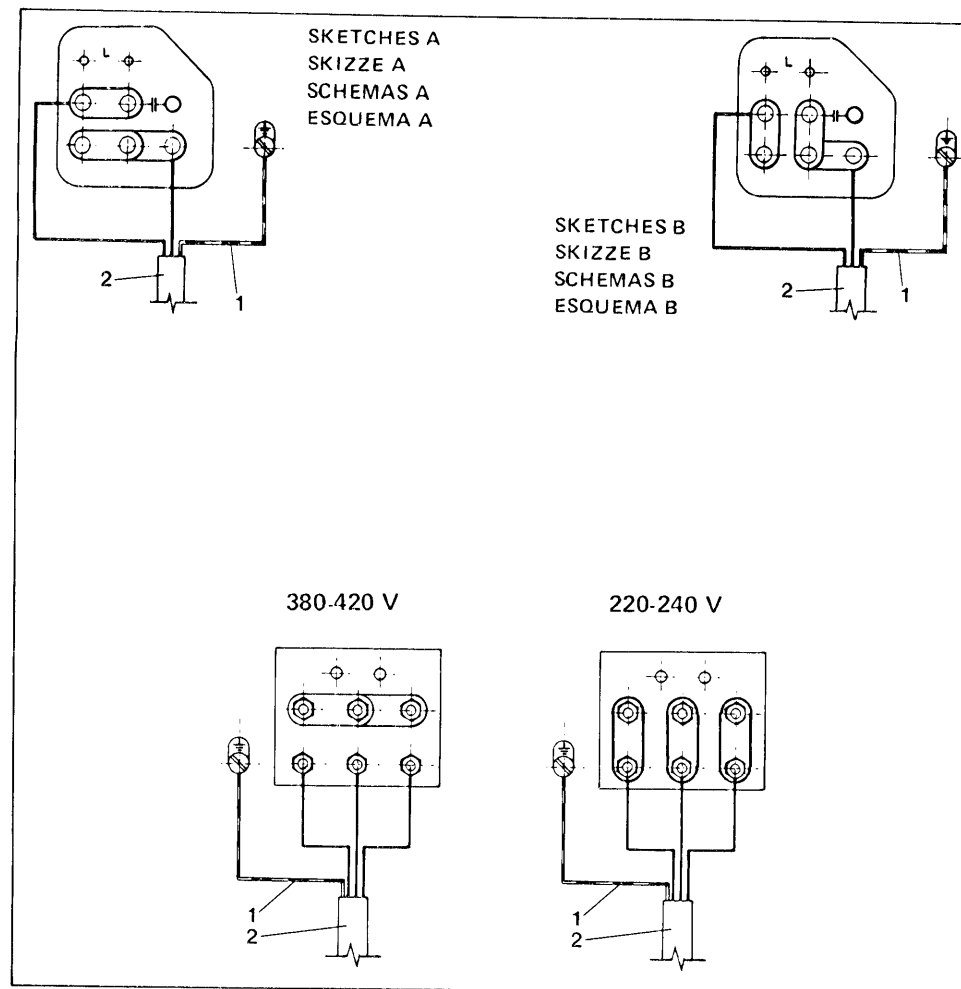 L
SKETCHES A
SKIZZE A
SCHEMAS A
ESQUEMA A
2
1
L
SKETCHES B
SKIZZE B
SCHEMAS B
ESQUEMA B
2
1
380-420 V
1
2
220-240 V
1
2